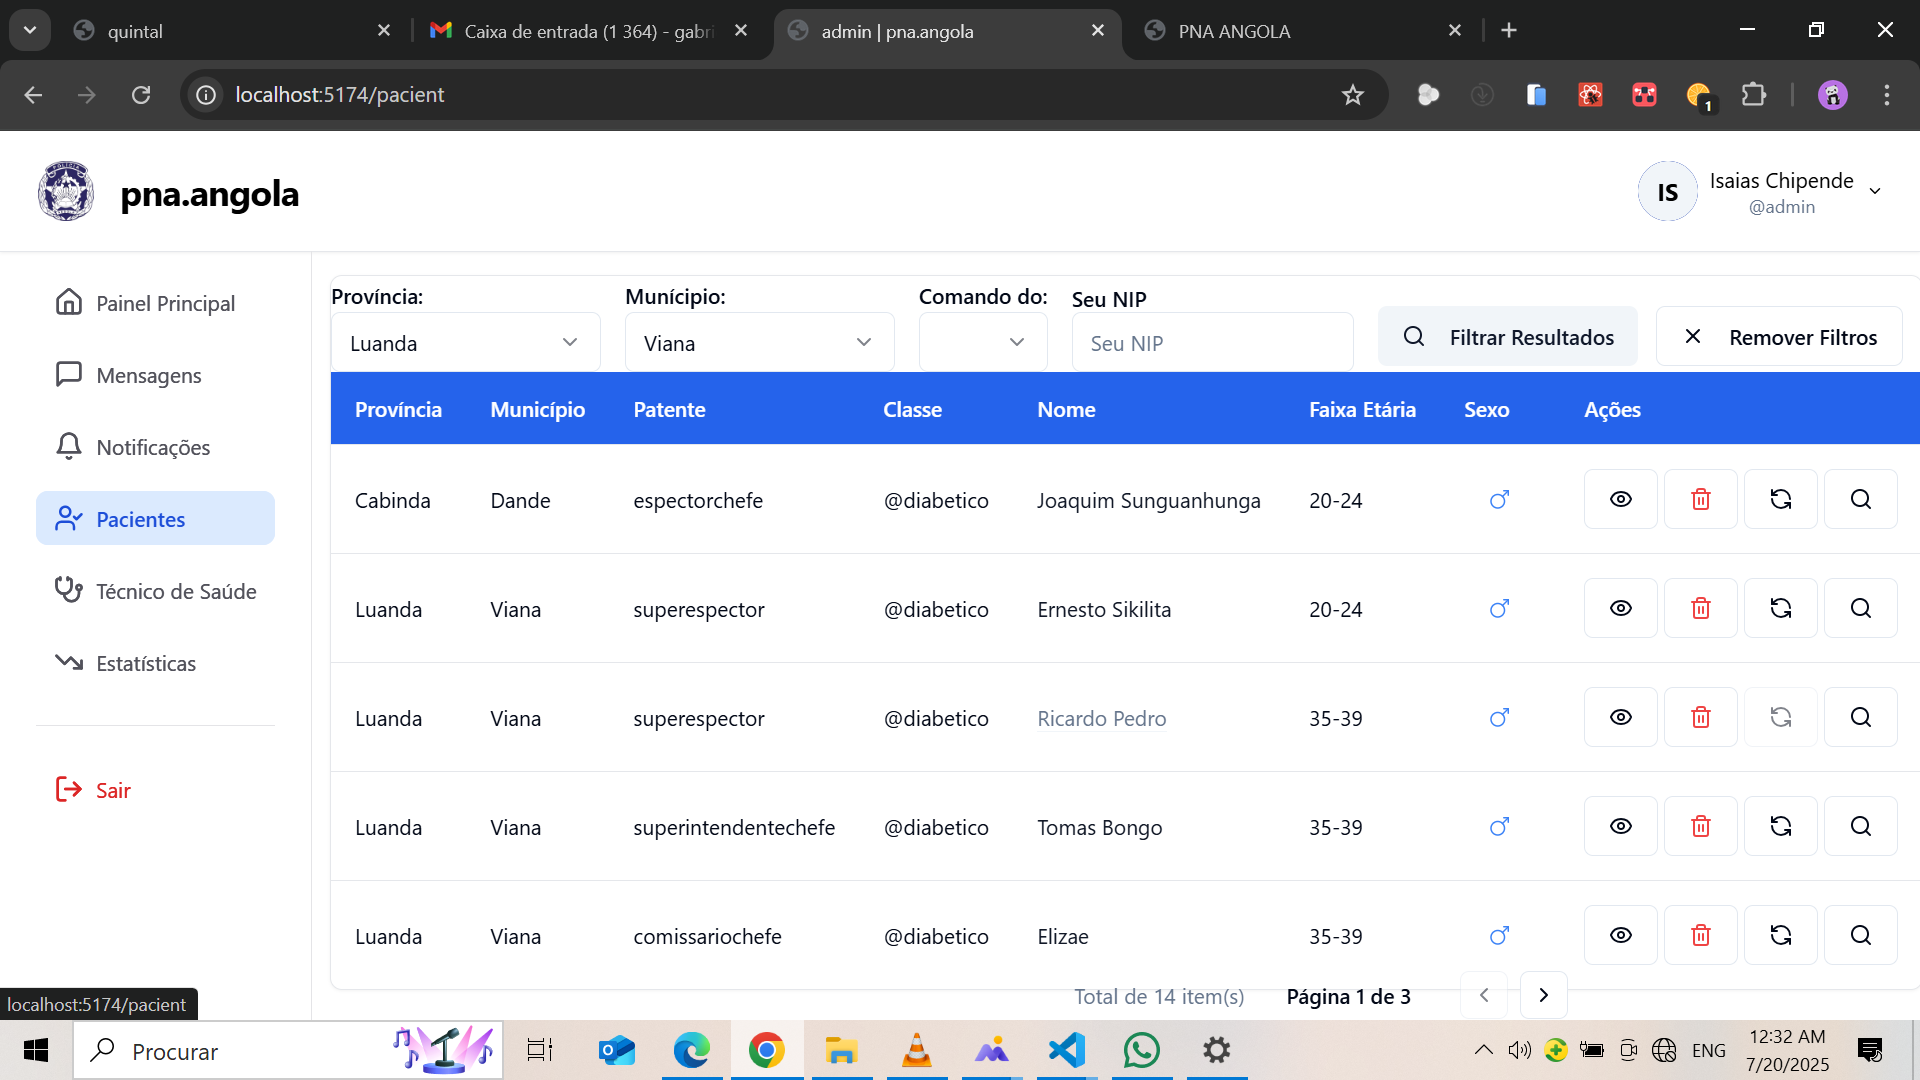 quintal
Caixa de entrada (1 364) - gabri
admin | pna.angola
PNA ANGOLA
localhost:5174/pacient
1
pna.angola
IS
Isaias Chipende
@admin
Painel Principal
Mensagens
Notificações
Pacientes
Técnico de Saúde
Estatísticas
Sair
Província: Munícipio: Comando do: Seu NIP
Luanda Viana Seu NIP Filtrar Resultados Remover Filtros
Província Município Patente Classe Nome Faixa Etária Sexo Ações
Cabinda Dande espectorchefe @diabetico Joaquim Sunguanhunga 20-24
Luanda Viana superespector @diabetico Ernesto Sikilita 20-24
Luanda Viana superespector @diabetico Ricardo Pedro 35-39
Luanda Viana superintendentechefe @diabetico Tomas Bongo 35-39
Luanda Viana comissariochefe @diabetico Elizae 35-39
Total de 14 item(s) Página 1 de 3
localhost:5174/pacient
Procurar
ENG
12:32 AM
7/20/2025